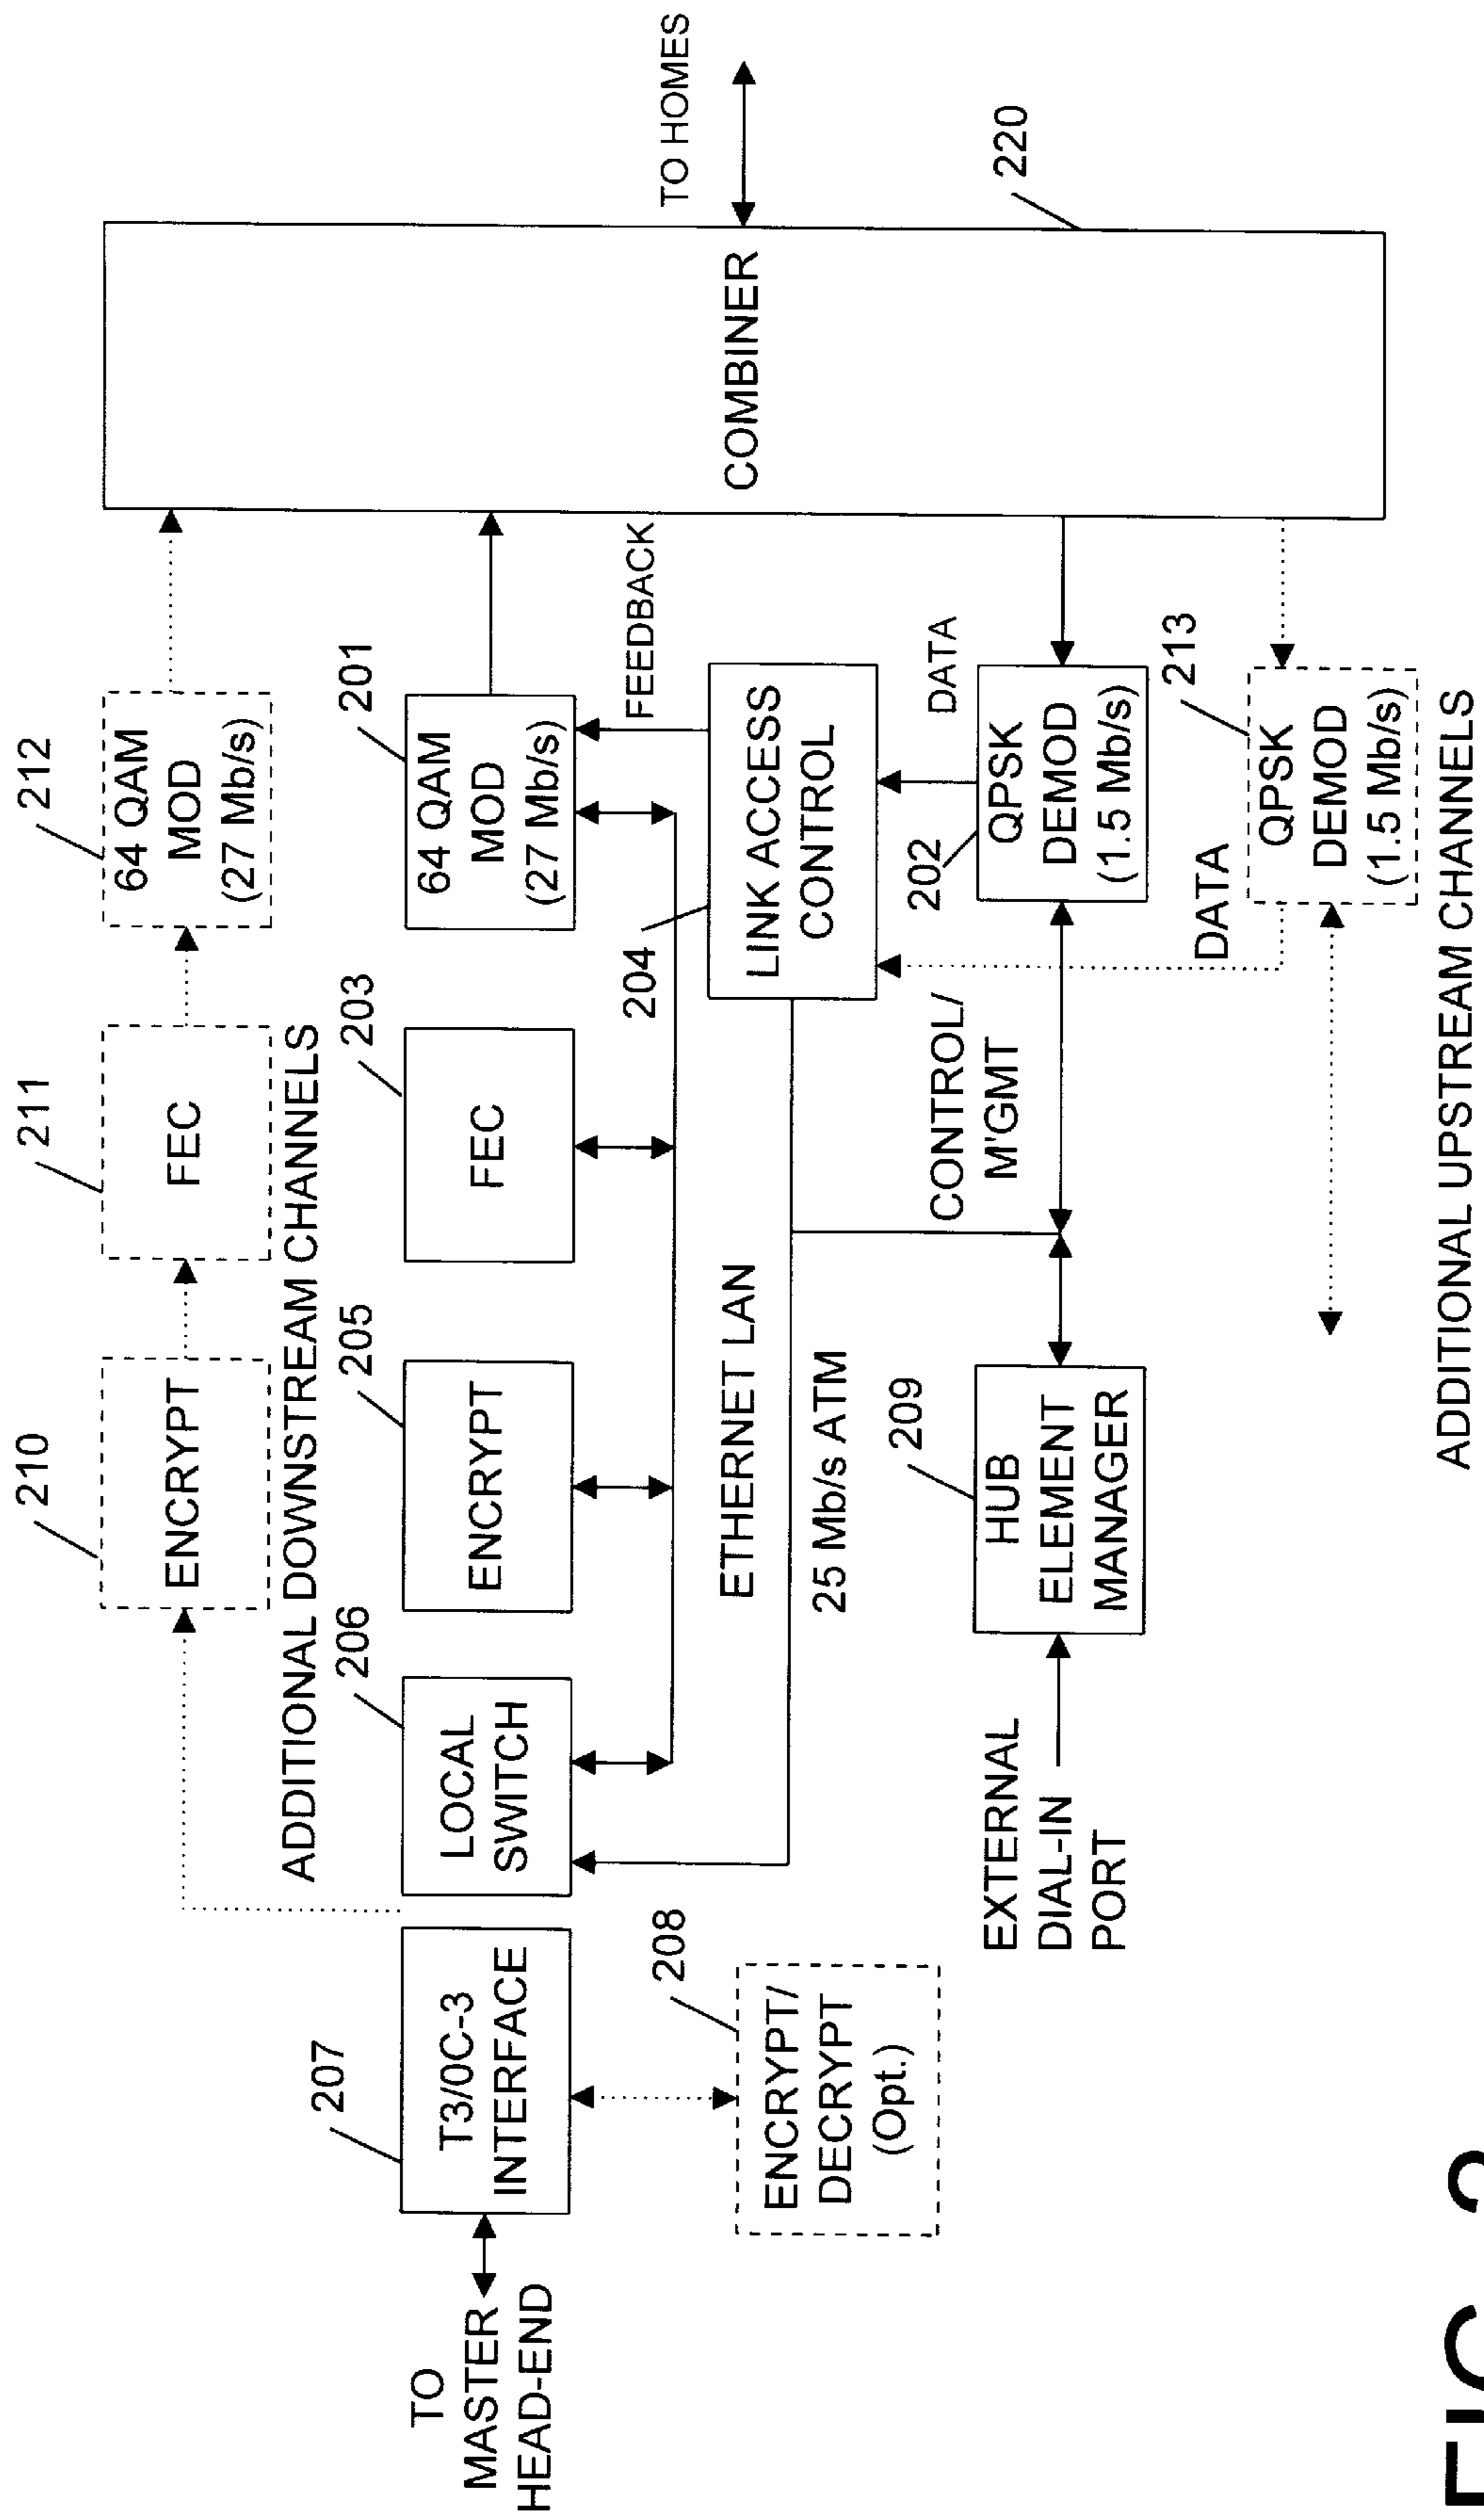 212
64 QAM
MOD
(27 Mb/s)
211
FEC
210
ENCRYPT
ADDITIONAL DOWNSTREAM CHANNELS
201
64 QAM
MOD
(27 Mb/s)
203
FEC
205
ENCRYPT
206
LOCAL
SWITCH
207
T3/0C-3
INTERFACE
TO
MASTER
HEAD-END
208
ENCRYPT/
DECRYPT
(Opt.)
ETHERNET LAN
25 Mb/s ATM
204
LINK ACCESS
CONTROL
FEEDBACK
COMBINER
TO HOMES
220
DATA
202
QPSK
DEMOD
(1.5 Mb/s)
CONTROL/
M'GMT
209
HUB
ELEMENT
MANAGER
EXTERNAL
DIAL-IN
PORT
DATA
213
QPSK
DEMOD
(1.5 Mb/s)
ADDITIONAL UPSTREAM CHANNELS